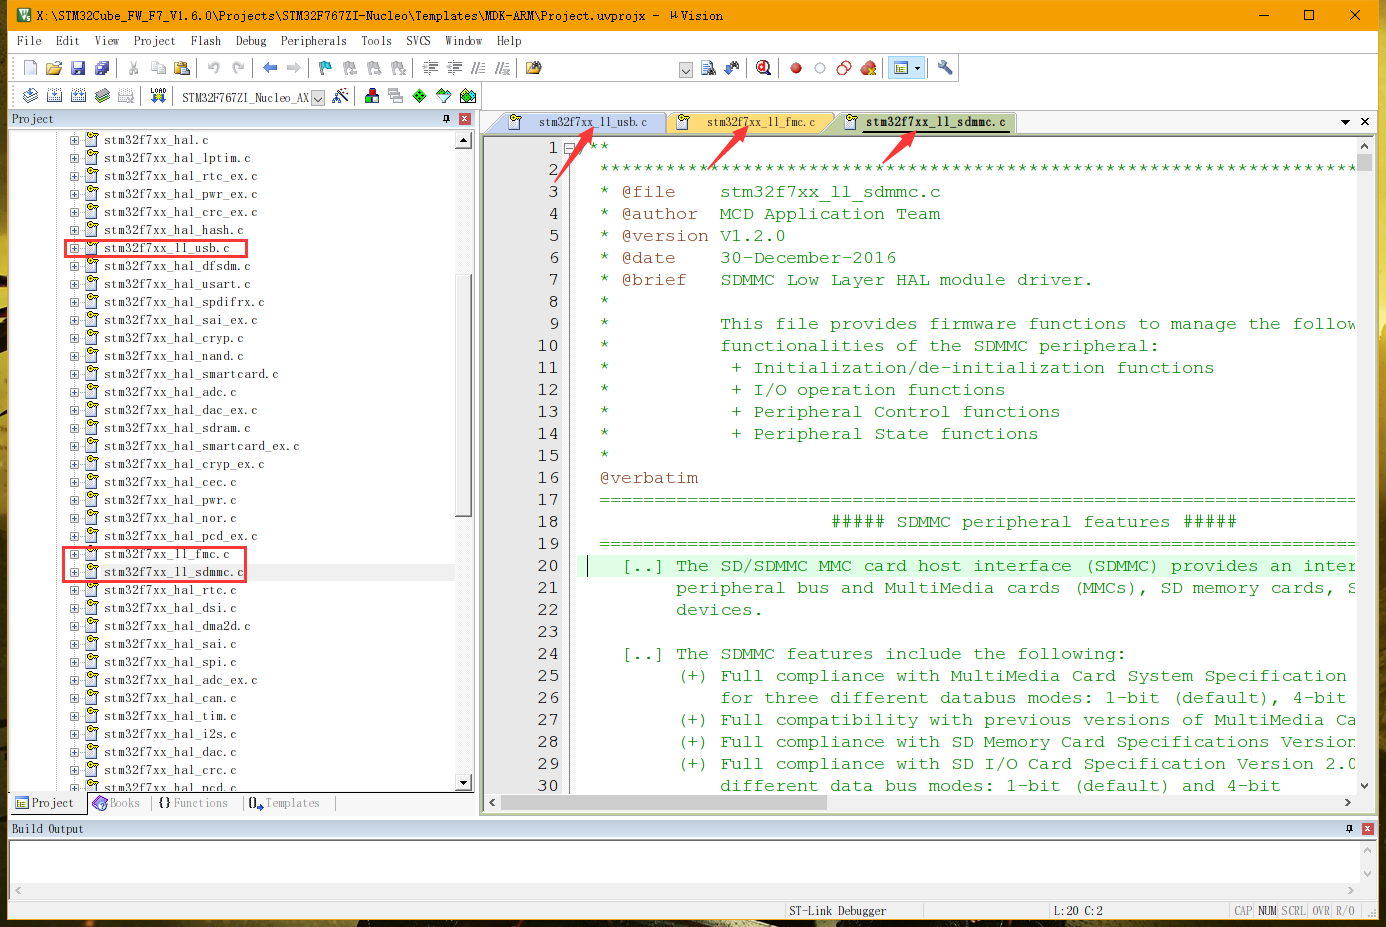 X:\STM32Cube_FW_F7_V1.6.0\Projects\STM32F767ZI-Nucleo\Templates\MDK-ARM\Project.uvprojx - µVision
File Edit View Project Flash Debug Peripherals Tools SVCS Window Help
LOAD STM32F767ZI_Nucleo_AX
Project
stm32f7xx_hal.c
stm32f7xx_hal_lptim.c
stm32f7xx_hal_rtc_ex.c
stm32f7xx_hal_pwr_ex.c
stm32f7xx_hal_crc_ex.c
stm32f7xx_hal_hash.c
stm32f7xx_ll_usb.c
stm32f7xx_hal_dfsdm.c
stm32f7xx_hal_usart.c
stm32f7xx_hal_spdifrx.c
stm32f7xx_hal_sai_ex.c
stm32f7xx_hal_cryp.c
stm32f7xx_hal_nand.c
stm32f7xx_hal_smartcard.c
stm32f7xx_hal_adc.c
stm32f7xx_hal_dac_ex.c
stm32f7xx_hal_sdram.c
stm32f7xx_hal_smartcard_ex.c
stm32f7xx_hal_cryp_ex.c
stm32f7xx_hal_cec.c
stm32f7xx_hal_pwr.c
stm32f7xx_hal_nor.c
stm32f7xx_hal_pcd_ex.c
stm32f7xx_ll_fmc.c
stm32f7xx_ll_sdmmc.c
stm32f7xx_hal_rtc.c
stm32f7xx_hal_dsi.c
stm32f7xx_hal_dma2d.c
stm32f7xx_hal_sai.c
stm32f7xx_hal_spi.c
stm32f7xx_hal_adc_ex.c
stm32f7xx_hal_can.c
stm32f7xx_hal_tim.c
stm32f7xx_hal_i2s.c
stm32f7xx_hal_dac.c
stm32f7xx_hal_crc.c
stm32f7xx_hal_pcd.c
Project Books {} Functions {} Templates
stm32f7xx_ll_usb.c stm32f7xx_ll_fmc.c stm32f7xx_ll_sdmmc.c
1 /**
2 **********************************************************************
3 * @file stm32f7xx_ll_sdmmc.c
4 * @author MCD Application Team
5 * @version V1.2.0
6 * @date 30-December-2016
7 * @brief SDMMC Low Layer HAL module driver.
8 *
9 * This file provides firmware functions to manage the follow
10 * functionalities of the SDMMC peripheral:
11 * + Initialization/de-initialization functions
12 * + I/O operation functions
13 * + Peripheral Control functions
14 * + Peripheral State functions
15 *
16 @verbatim
17 ======================================================================
18 ##### SDMMC peripheral features #####
19 ======================================================================
20 [..] The SD/SDMMC MMC card host interface (SDMMC) provides an inter
21 peripheral bus and MultiMedia cards (MMCs), SD memory cards, S
22 devices.
23
24 [..] The SDMMC features include the following:
25 (+) Full compliance with MultiMedia Card System Specification
26 for three different databus modes: 1-bit (default), 4-bit
27 (+) Full compatibility with previous versions of MultiMedia Ca
28 (+) Full compliance with SD Memory Card Specifications Version
29 (+) Full compliance with SD I/O Card Specification Version 2.0
30 different data bus modes: 1-bit (default) and 4-bit
Build Output
ST-Link Debugger L:20 C:2 CAP NUM SCRL OVR R/O